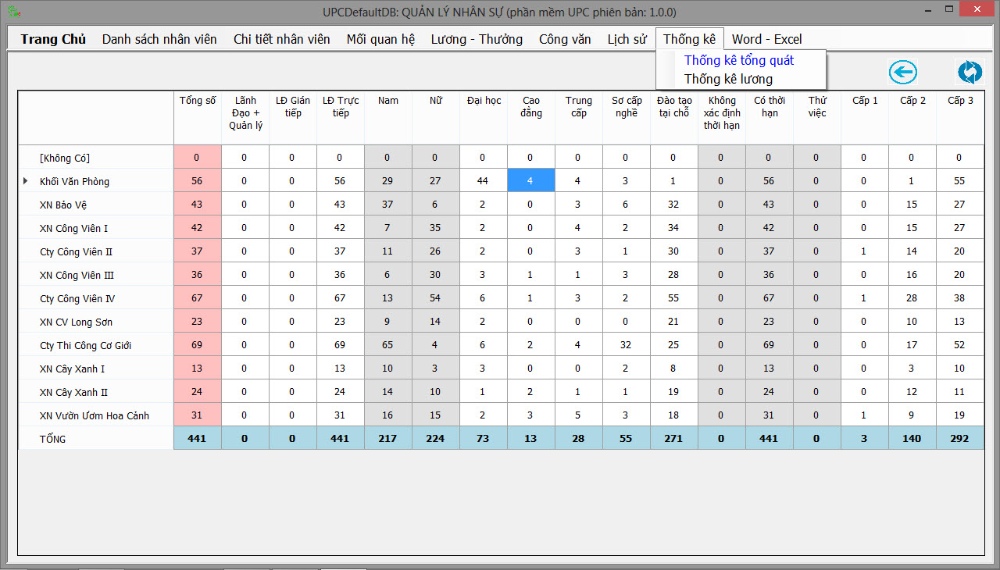 UPCDefaultDB: QUẢN LÝ NHÂN SỰ (phần mềm UPC phiên bản: 1.0.0)
Trang Chủ Danh sách nhân viên Chi tiết nhân viên Mối quan hệ Lương - Thưởng Công văn Lịch sử Thống kê Word - Excel
Thống kê tổng quát
Thống kê lương
Tổng số Lãnh Đạo + Quản lý LĐ Gián tiếp LĐ Trực tiếp Nam Nữ Đại học Cao đẳng Trung cấp Sơ cấp nghề Đào tạo tại chỗ Không xác định thời hạn Có thời hạn Thử việc Cấp 1 Cấp 2 Cấp 3
[Không Có] 0 0 0 0 0 0 0 0 0 0 0 0 0 0 0 0 0
Khối Văn Phòng 56 0 0 56 29 27 44 4 4 3 1 0 56 0 0 1 55
XN Bảo Vệ 43 0 0 43 37 6 2 0 3 6 32 0 43 0 0 15 27
XN Công Viên I 42 0 0 42 7 35 2 0 4 2 34 0 42 0 0 15 27
Cty Công Viên II 37 0 0 37 11 26 2 0 3 1 30 0 37 0 1 14 20
XN Công Viên III 36 0 0 36 6 30 3 1 1 3 28 0 36 0 0 16 20
Cty Công Viên IV 67 0 0 67 13 54 6 1 3 2 55 0 67 0 1 28 38
XN CV Long Sơn 23 0 0 23 9 14 2 0 0 0 21 0 23 0 0 10 13
Cty Thi Công Cơ Giới 69 0 0 69 65 4 6 2 4 32 25 0 69 0 0 17 52
XN Cây Xanh I 13 0 0 13 10 3 3 0 0 2 8 0 13 0 0 3 10
XN Cây Xanh II 24 0 0 24 14 10 1 2 1 1 19 0 24 0 0 12 11
XN Vườn Ươm Hoa Cảnh 31 0 0 31 16 15 2 3 5 3 18 0 31 0 1 9 19
TỔNG 441 0 0 441 217 224 73 13 28 55 271 0 441 0 3 140 292